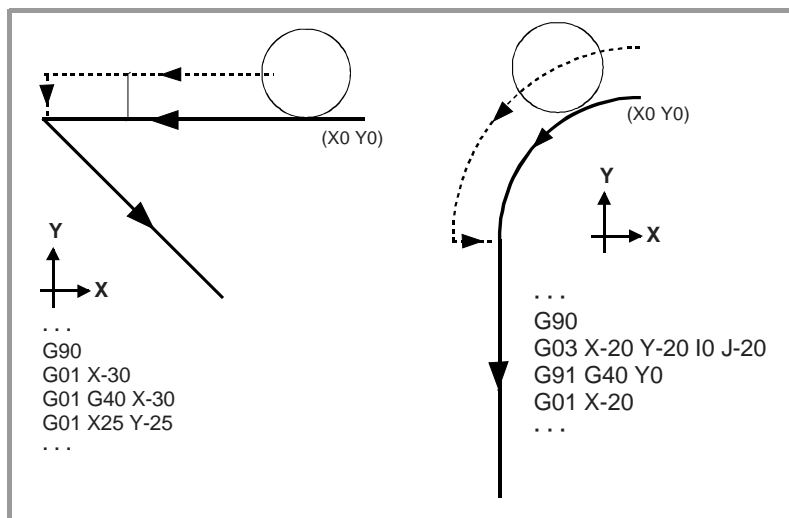 (X0 Y0)
Y
X
. . .
G90
G01 X-30
G01 G40 X-30
G01 X25 Y-25
. . .
(X0 Y0)
Y
X
. . .
G90
G03 X-20 Y-20 I0 J-20
G91 G40 Y0
G01 X-20
. . .